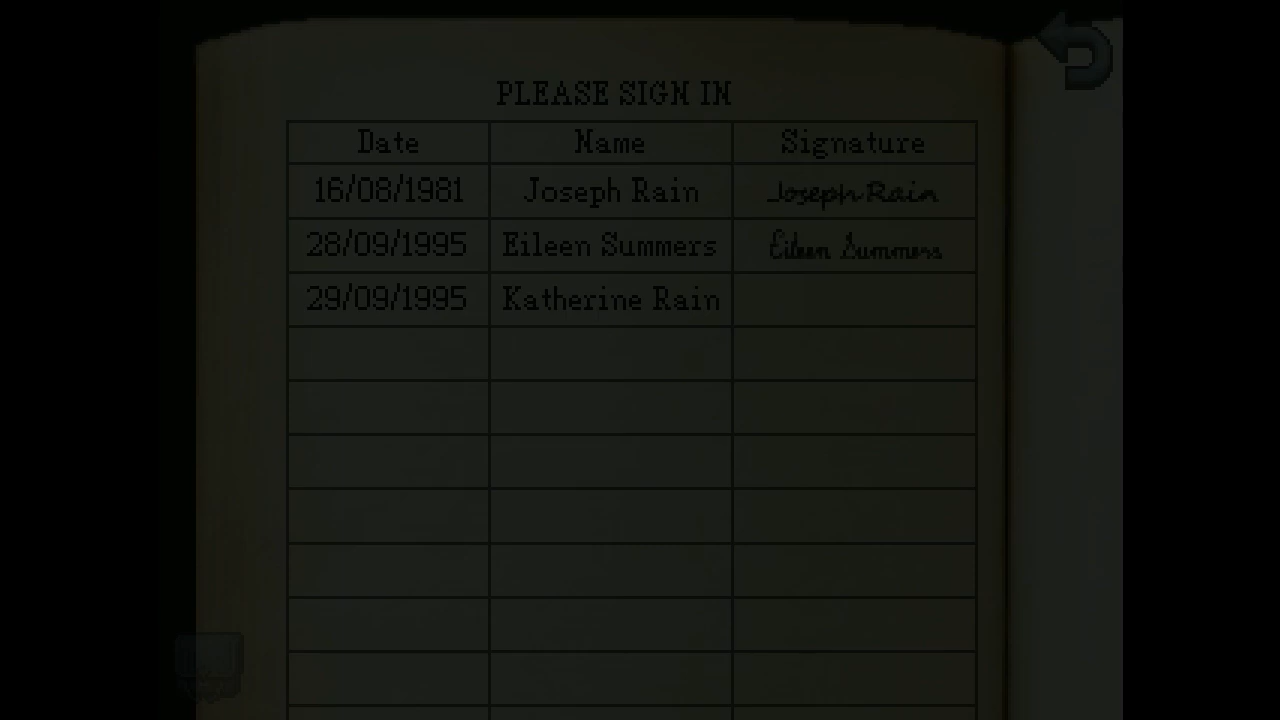 PLEASE SIGN IN
Date Name Signature
16/08/1981 Joseph Rain Joseph Rain
28/09/1995 Eileen Summers Eileen Summers
29/09/1995 Katherine Rain